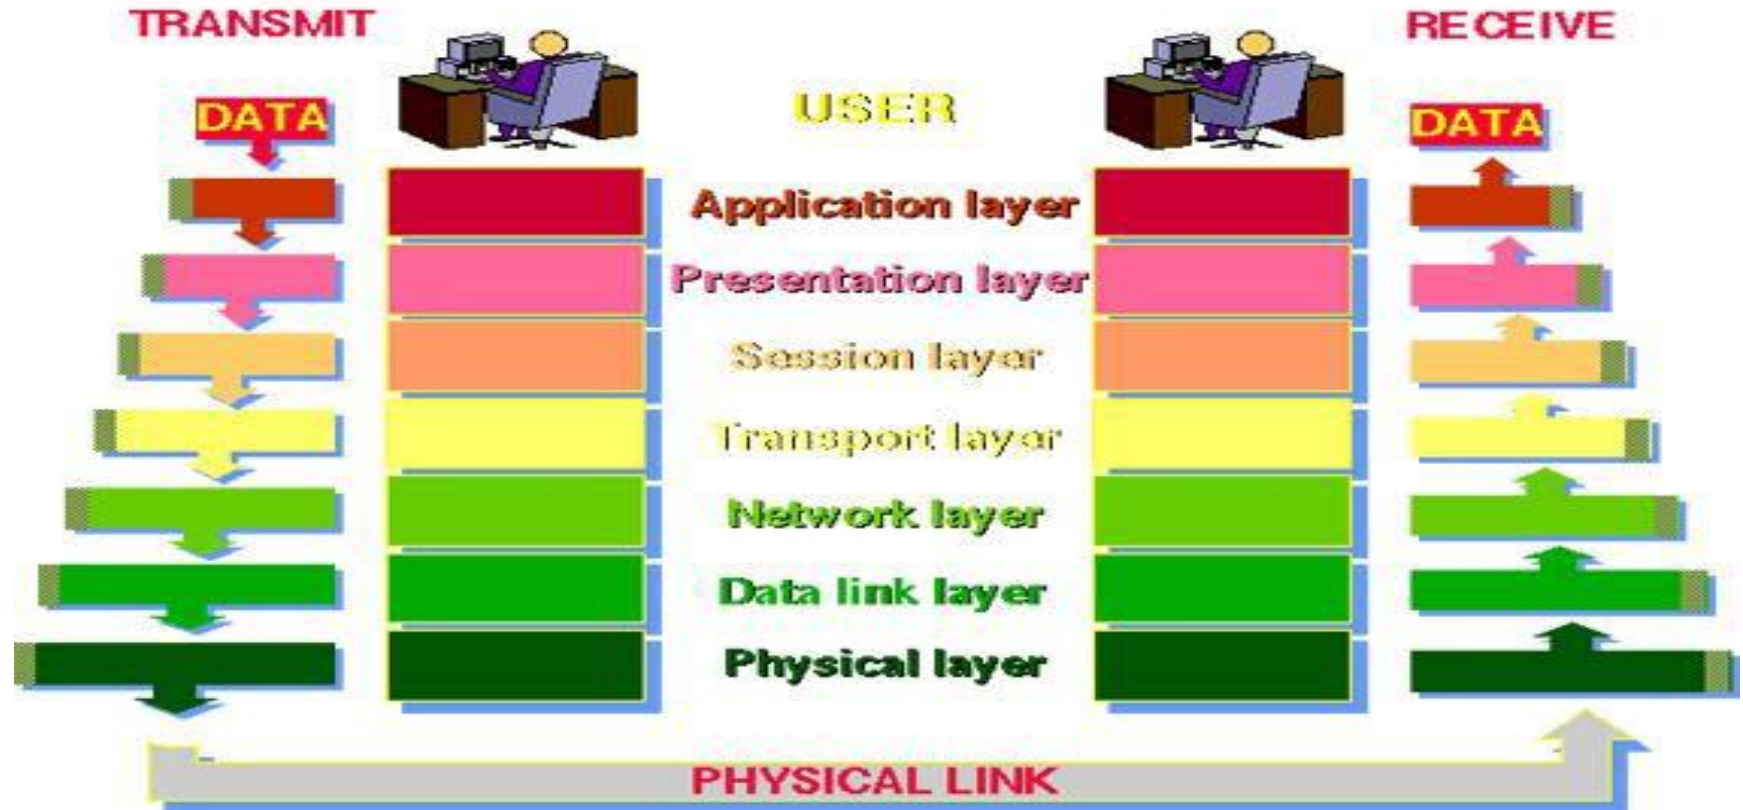 TRANSMIT
RECEIVE
DATA
USER
DATA
Application layer
Presentation layer
Session layer
Transport layer
Network layer
Data link layer
Physical layer
PHYSICAL LINK